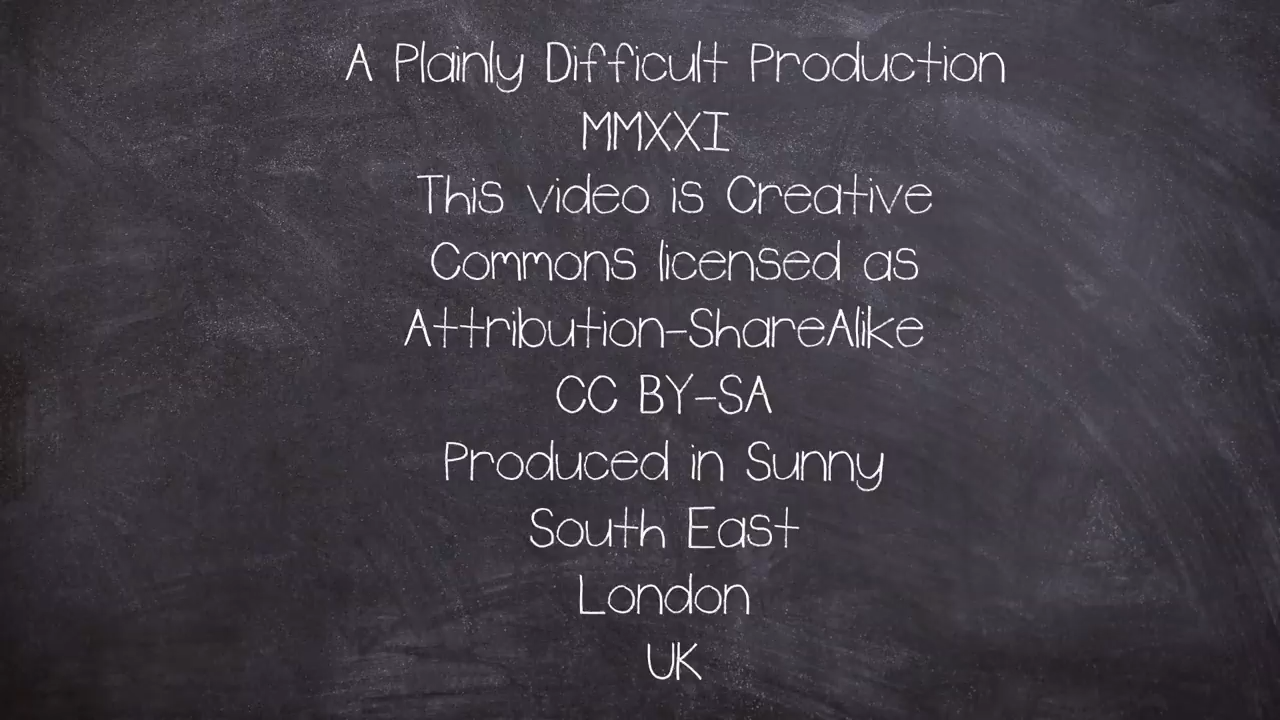 A Plainly Difficult Production
MMXXI
This video is Creative
Commons licensed as
Attribution-ShareAlike
CC BY-SA
Produced in Sunny
South East
London
UK